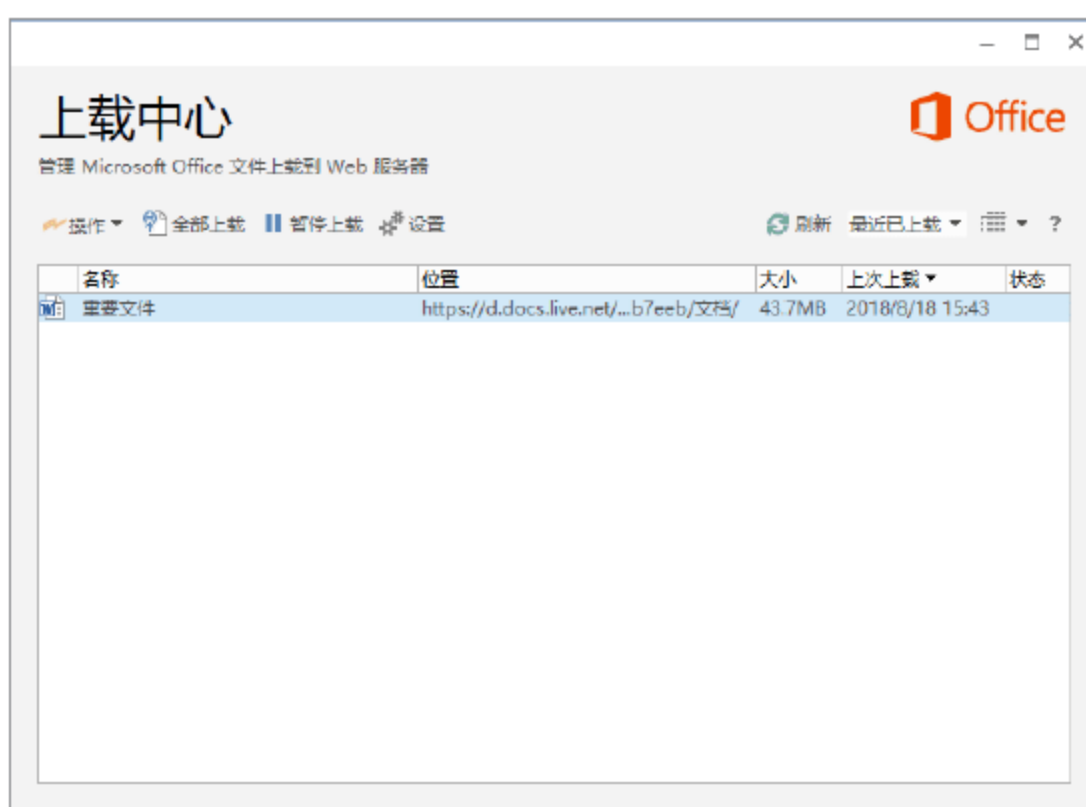 上载中心
Office
管理 Microsoft Office 文件上载到 Web 服务器
操作 全部上载 暂停上载 设置 刷新 最近已上载 ?
名称 位置 大小 上次上载 状态
重要文件 https://d.docs.live.net/...b7eeb/文档/ 43.7MB 2018/8/18 15:43